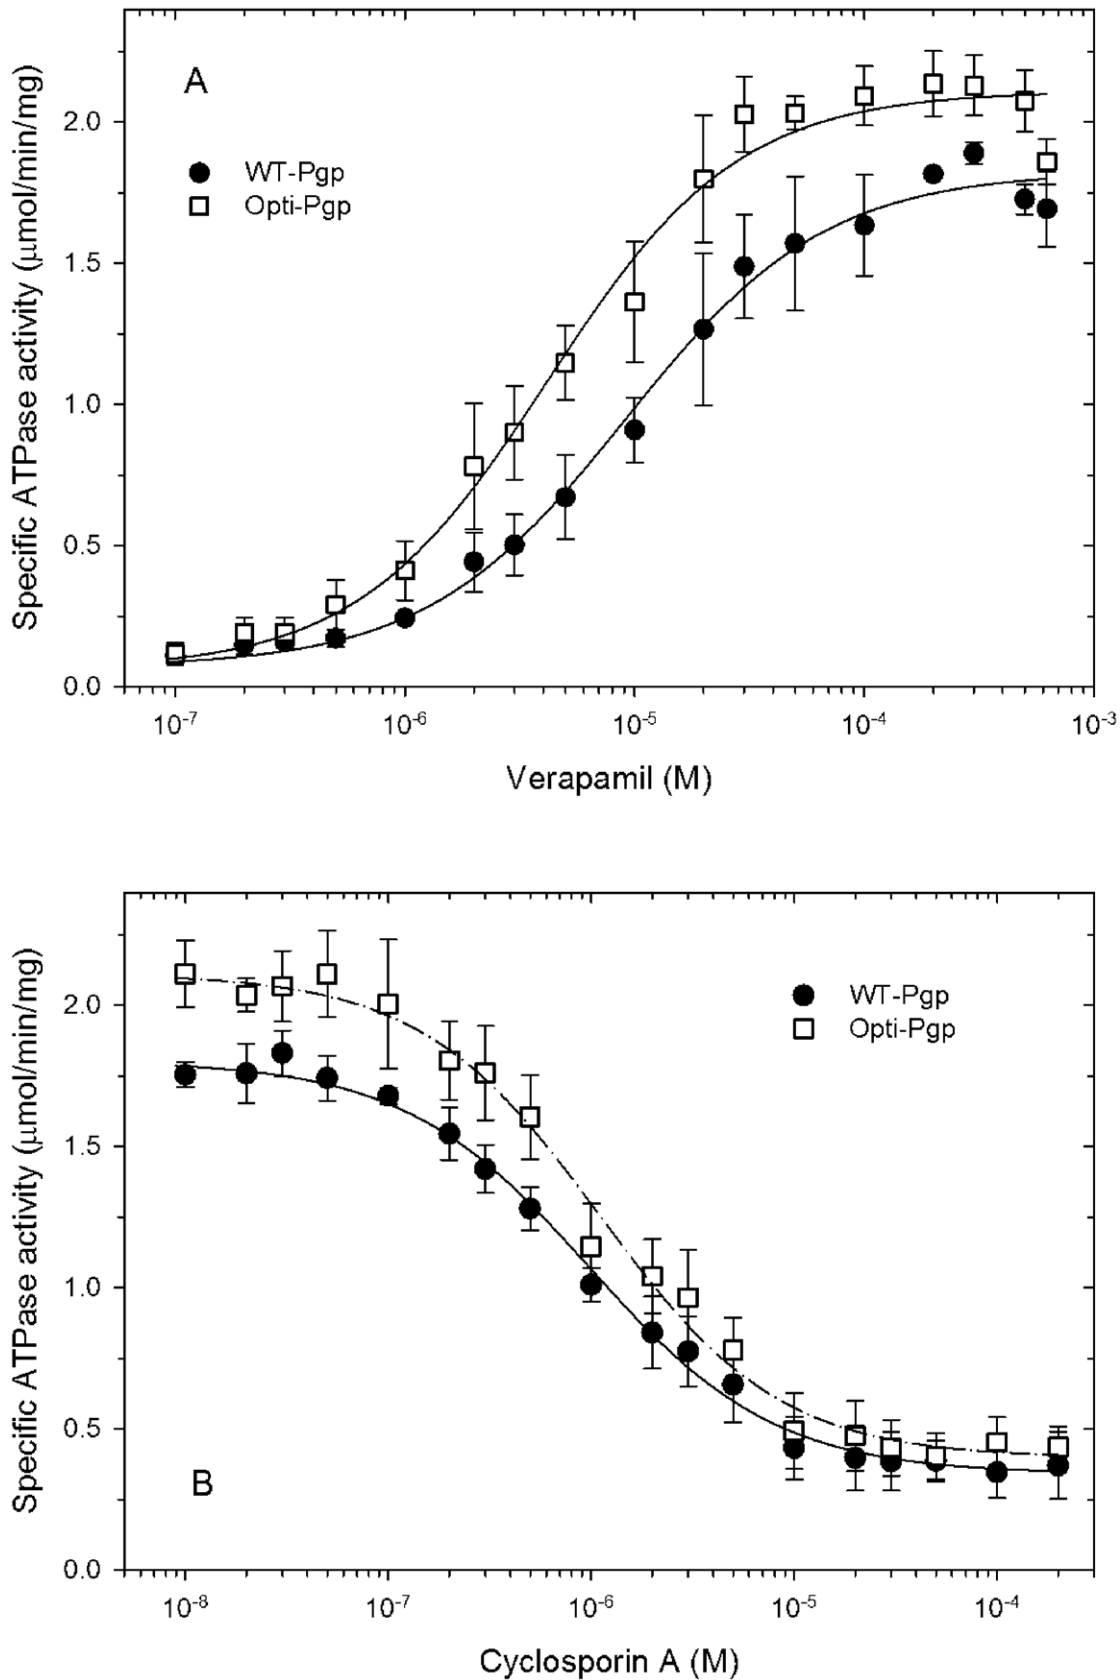 A
WT-Pgp
Opti-Pgp
Specific ATPase activity (μmol/min/mg)
2.0
1.5
1.0
0.5
0.0
10⁻⁷ 10⁻⁶ 10⁻⁵ 10⁻⁴ 10⁻³
Verapamil (M)
WT-Pgp
Opti-Pgp
Specific ATPase activity (μmol/min/mg)
2.0
1.5
1.0
0.5
0.0
B
10⁻⁸ 10⁻⁷ 10⁻⁶ 10⁻⁵ 10⁻⁴
Cyclosporin A (M)